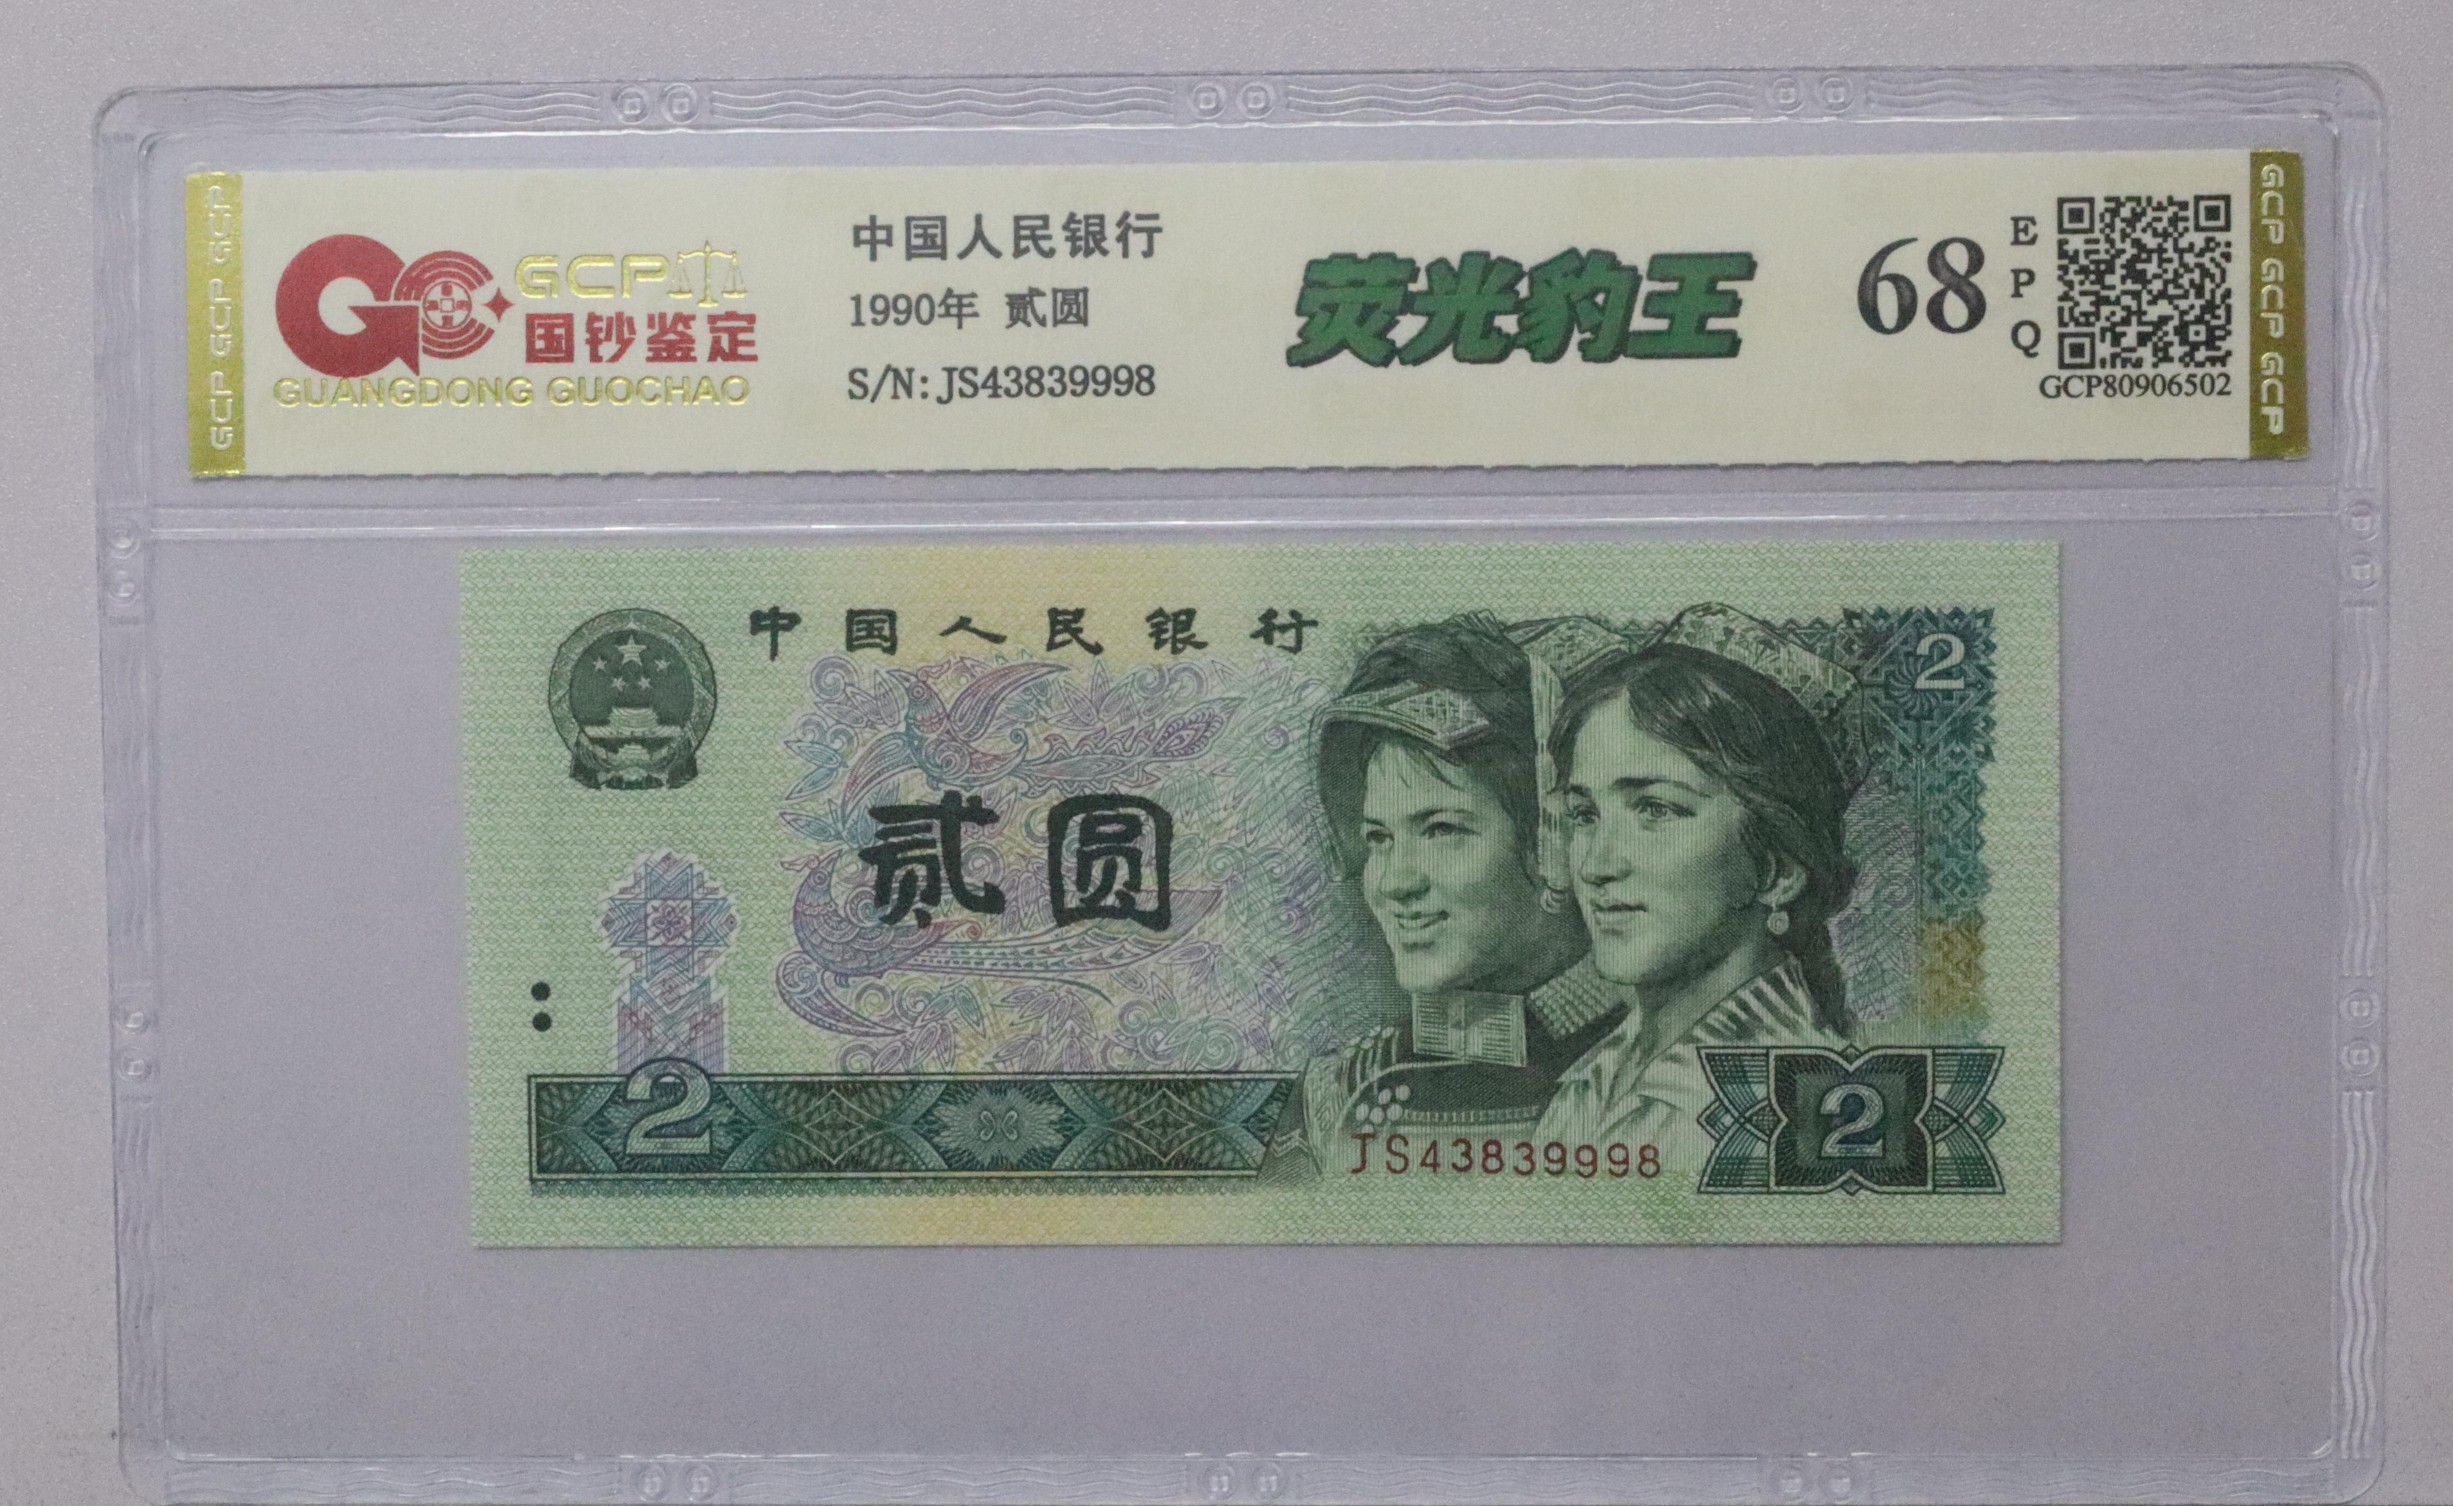 GCP GCP GCP
GCP
国钞鉴定
GUANGDONG GUOCHAO
中国人民银行
1990年 贰圆
S/N: JS43839998
荧光豹王
68
EPQ
GCP80906502
GCP GCP GCP
中国人民银行
2
贰圆
2
JS43839998
2